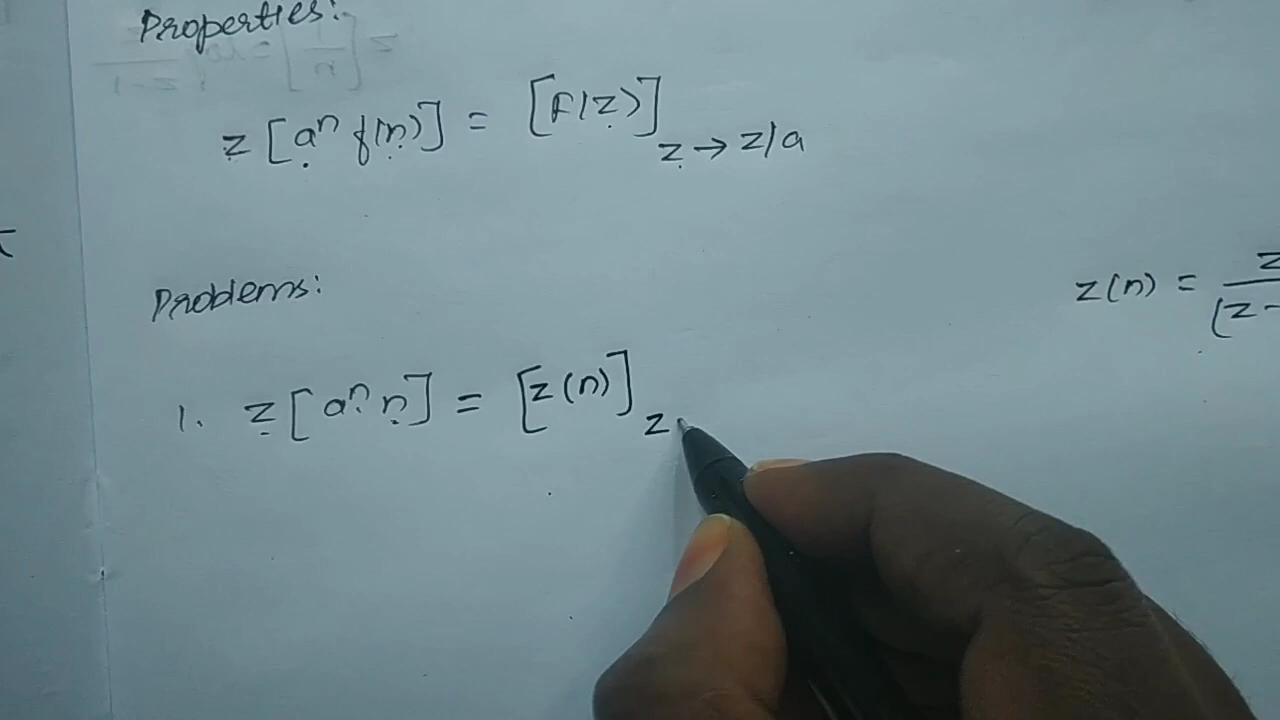 Properties:
z[aⁿ f(n)] = [F(z)] z→z/a
Problems:
z(n) = z/(z-
1. z[aⁿ n] = [z(n)] z